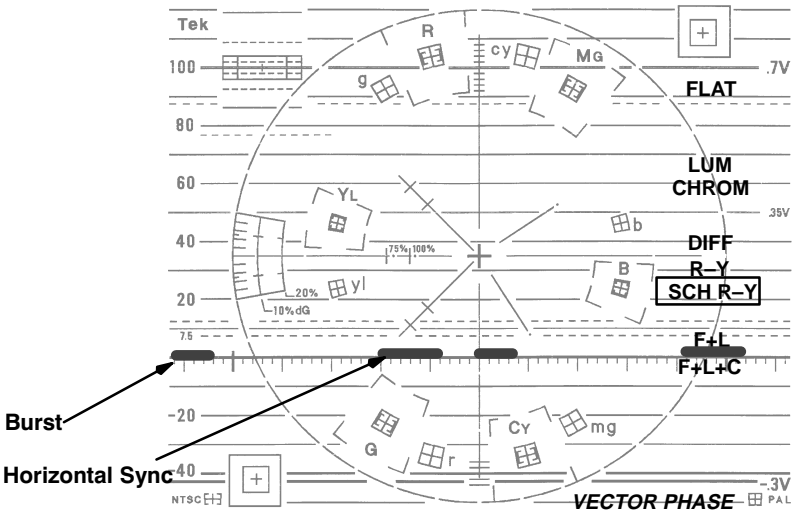 Tek
R
cy
MG
100
.7V
g
FLAT
80
LUM
60
CHROM
YL
.35V
b
40
75% 100%
DIFF
B
R–Y
yl
SCH R–Y
20
20%
10%dG
7.5
F+L
F+L+C
Burst
-20
G
CY
mg
r
Horizontal Sync
-40
-.3V
NTSC
VECTOR PHASE
PAL